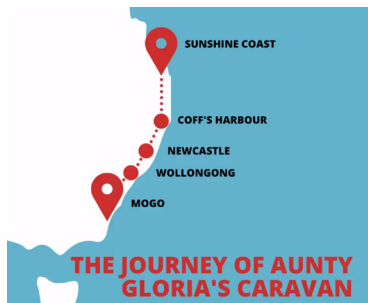 SUNSHINE COAST
COFF'S HARBOUR
NEWCASTLE
WOLLONGONG
MOGO
THE JOURNEY OF AUNTY
GLORIA'S CARAVAN